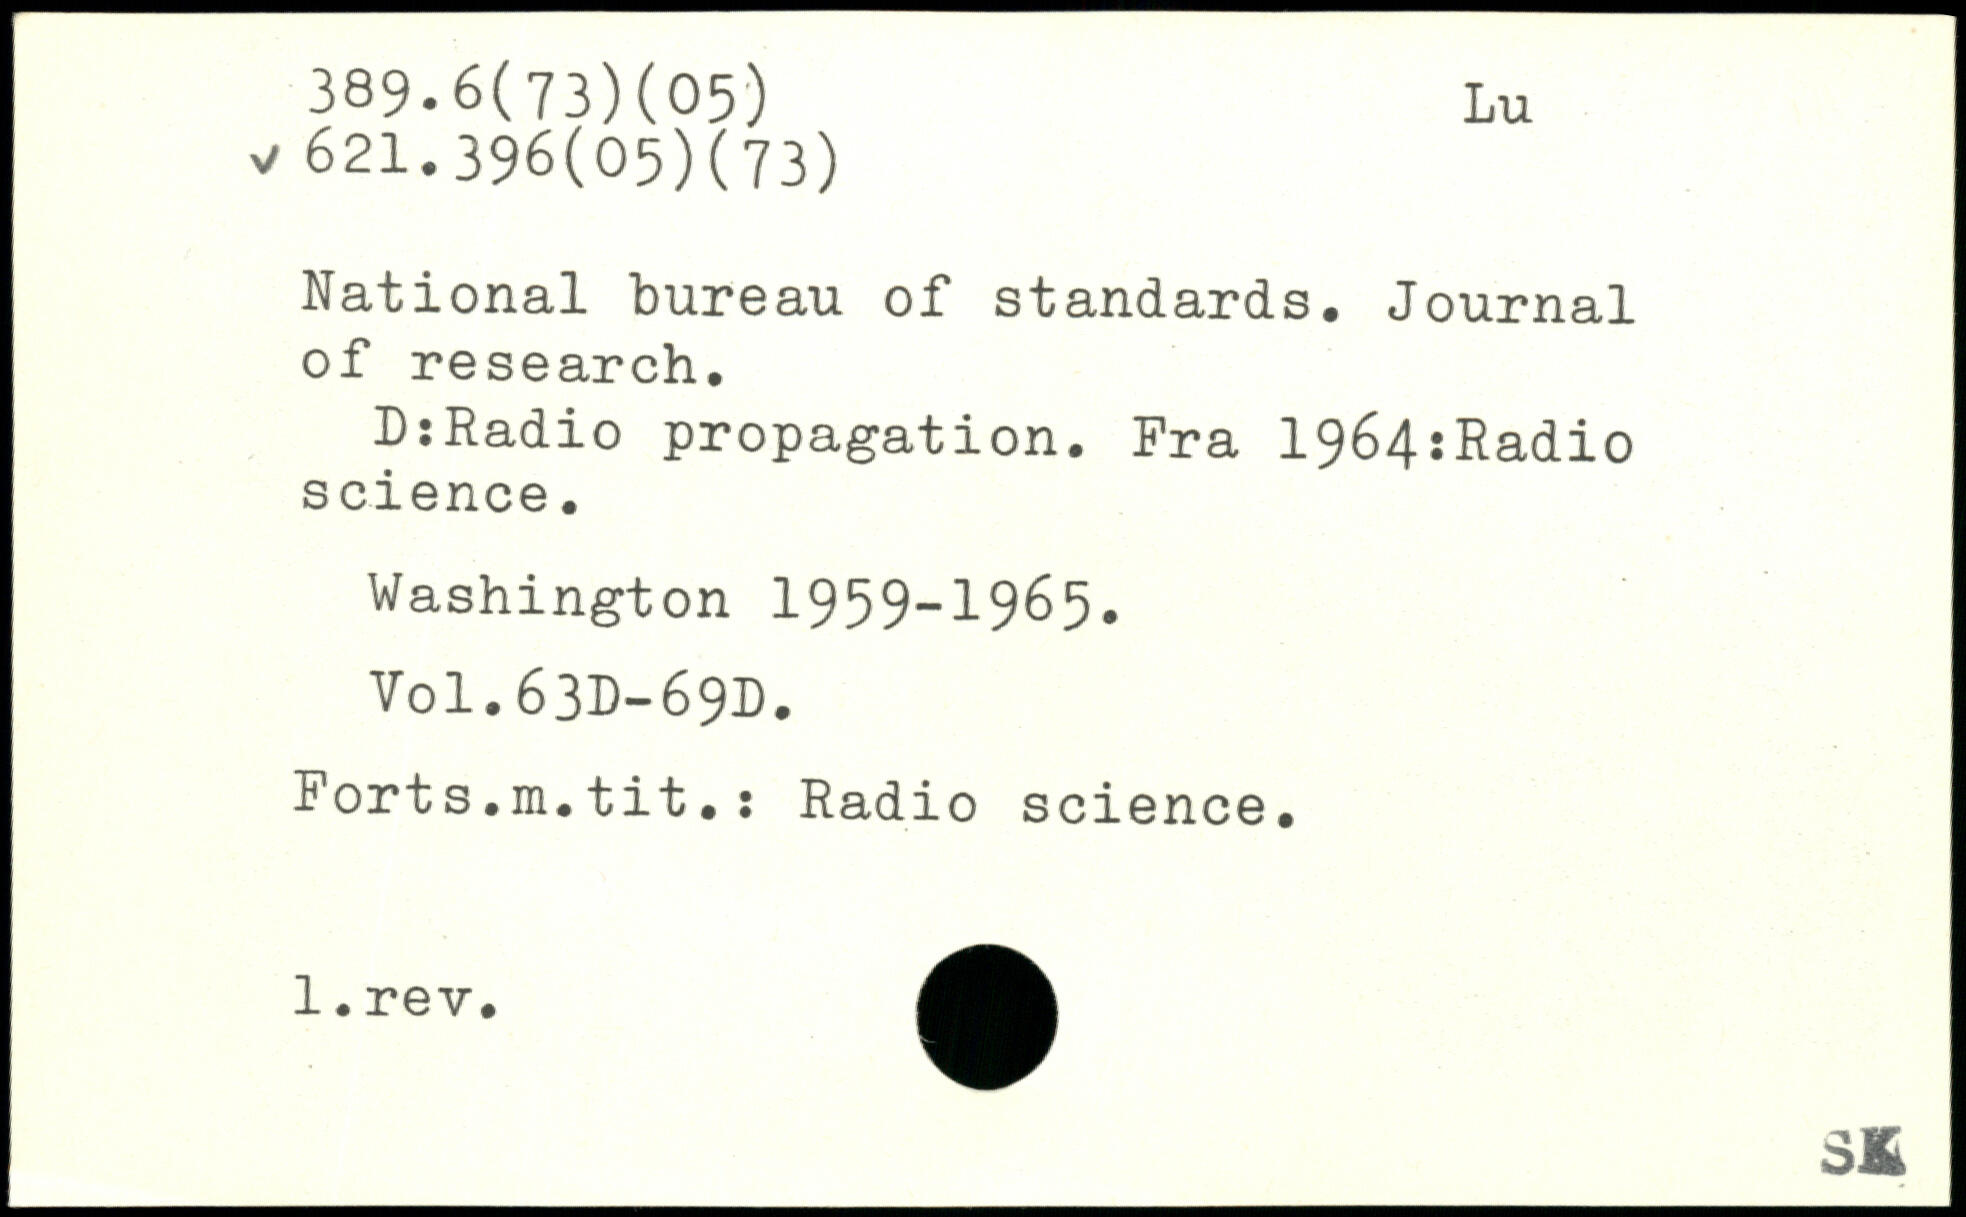 389.6(73)(05)
Lu
v 621.396(05)(73)
National bureau of standards. Journal
of research.
D:Radio propagation. Fra 1964:Radio
science.
Washington 1959-1965.
Vol.63D-69D.
Forts.m.tit.: Radio science.
1.rev.
SK